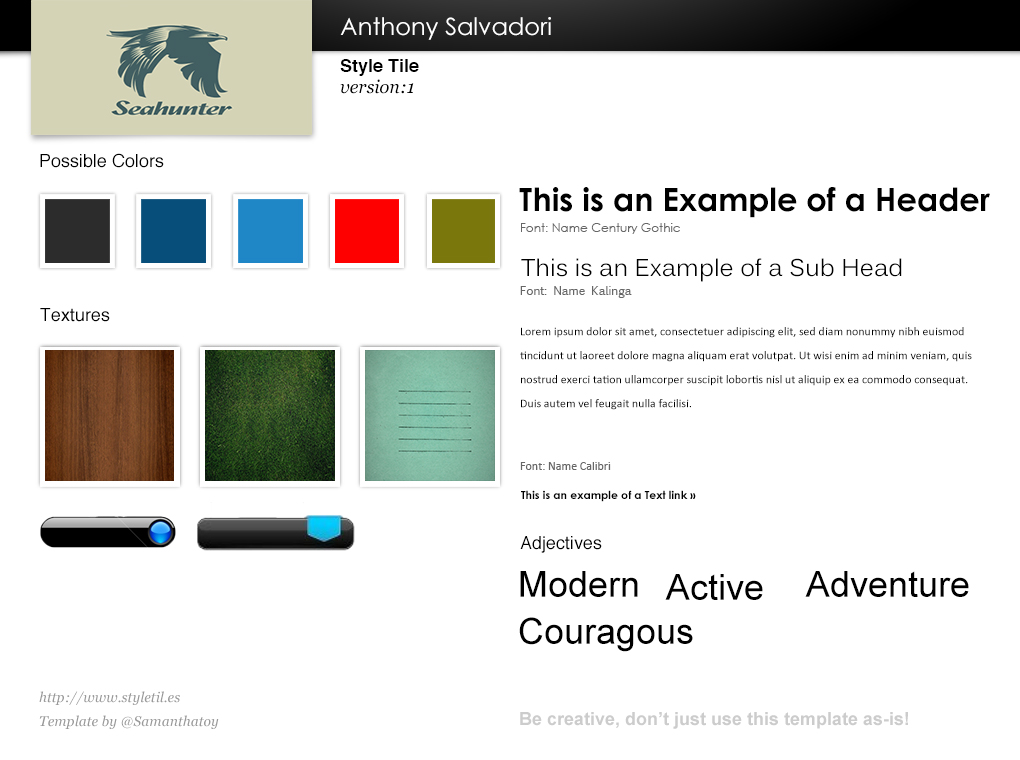 Anthony Salvadori
Seahunter
Style Tile
version:1
Possible Colors
Textures
This is an Example of a Header
Font: Name Century Gothic
This is an Example of a Sub Head
Font: Name Kalinga
Lorem ipsum dolor sit amet, consectetuer adipiscing elit, sed diam nonummy nibh euismod
tincidunt ut laoreet dolore magna aliquam erat volutpat. Ut wisi enim ad minim veniam, quis
nostrud exerci tation ullamcorper suscipit lobortis nisl ut aliquip ex ea commodo consequat.
Duis autem vel feugait nulla facilisi.
Font: Name Calibri
This is an example of a Text link »
Adjectives
Modern Active Adventure
Couragous
http://www.styletil.es
Template by @Samanthatoy
Be creative, don’t just use this template as-is!